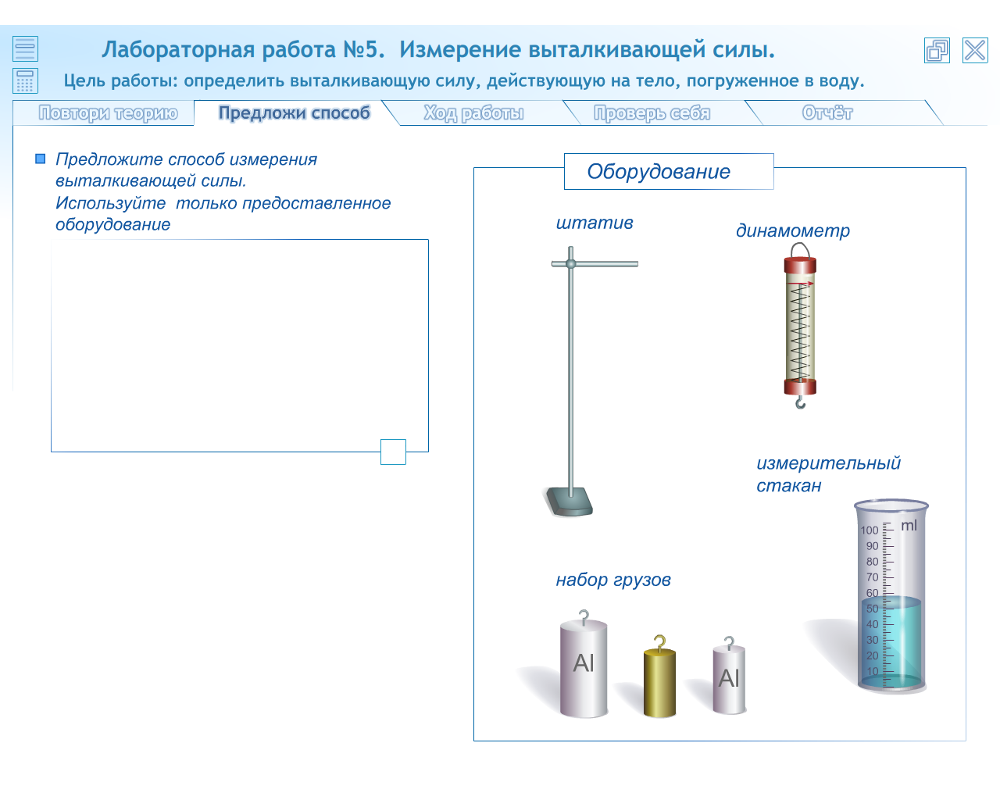 Лабораторная работа №5.  Измерение выталкивающей силы.
Цель работы: определить выталкивающую силу, действующую на тело, погруженное в воду.
Повтори теорию
Предложи способ
Ход работы
Проверь себя
Отчёт
Предложите способ измерения
выталкивающей силы.
Используйте  только предоставленное
оборудование
Оборудование
штатив
динамометр
измерительный
стакан
ml
100
90
80
70
60
50
40
30
20
10
набор грузов
Al
Al